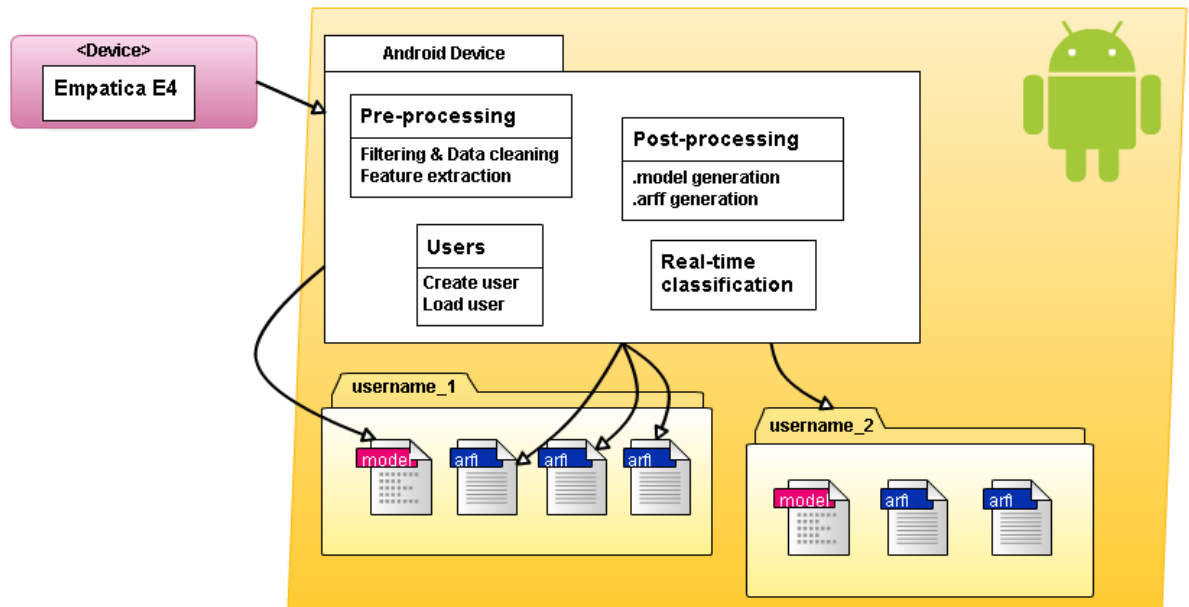 <Device>
Empatica E4
Android Device
Pre-processing
Filtering & Data cleaning
Feature extraction
Post-processing
.model generation
.arff generation
Users
Create user
Load user
Real-time
classification
username_1
model
arff
arff
arff
username_2
model
arff
arff